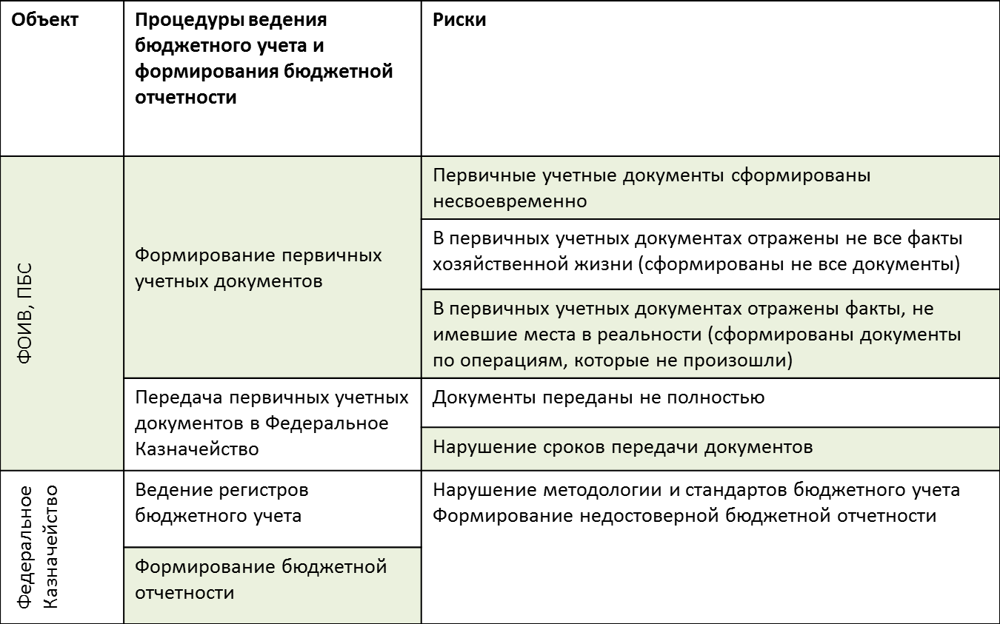 Объект
Процедуры ведения
бюджетного учета и
формирования бюджетной
отчетности
Риски
ФОИВ, ПБС
Формирование первичных
учетных документов
Первичные учетные документы сформированы
несвоевременно
В первичных учетных документах отражены не все факты
хозяйственной жизни (сформированы не все документы)
В первичных учетных документах отражены факты, не
имевшие места в реальности (сформированы документы
по операциям, которые не произошли)
Передача первичных учетных
документов в Федеральное
Казначейство
Документы переданы не полностью
Нарушение сроков передачи документов
Федеральное
Казначейство
Ведение регистров
бюджетного учета
Нарушение методологии и стандартов бюджетного учета
Формирование недостоверной бюджетной отчетности
Формирование бюджетной
отчетности